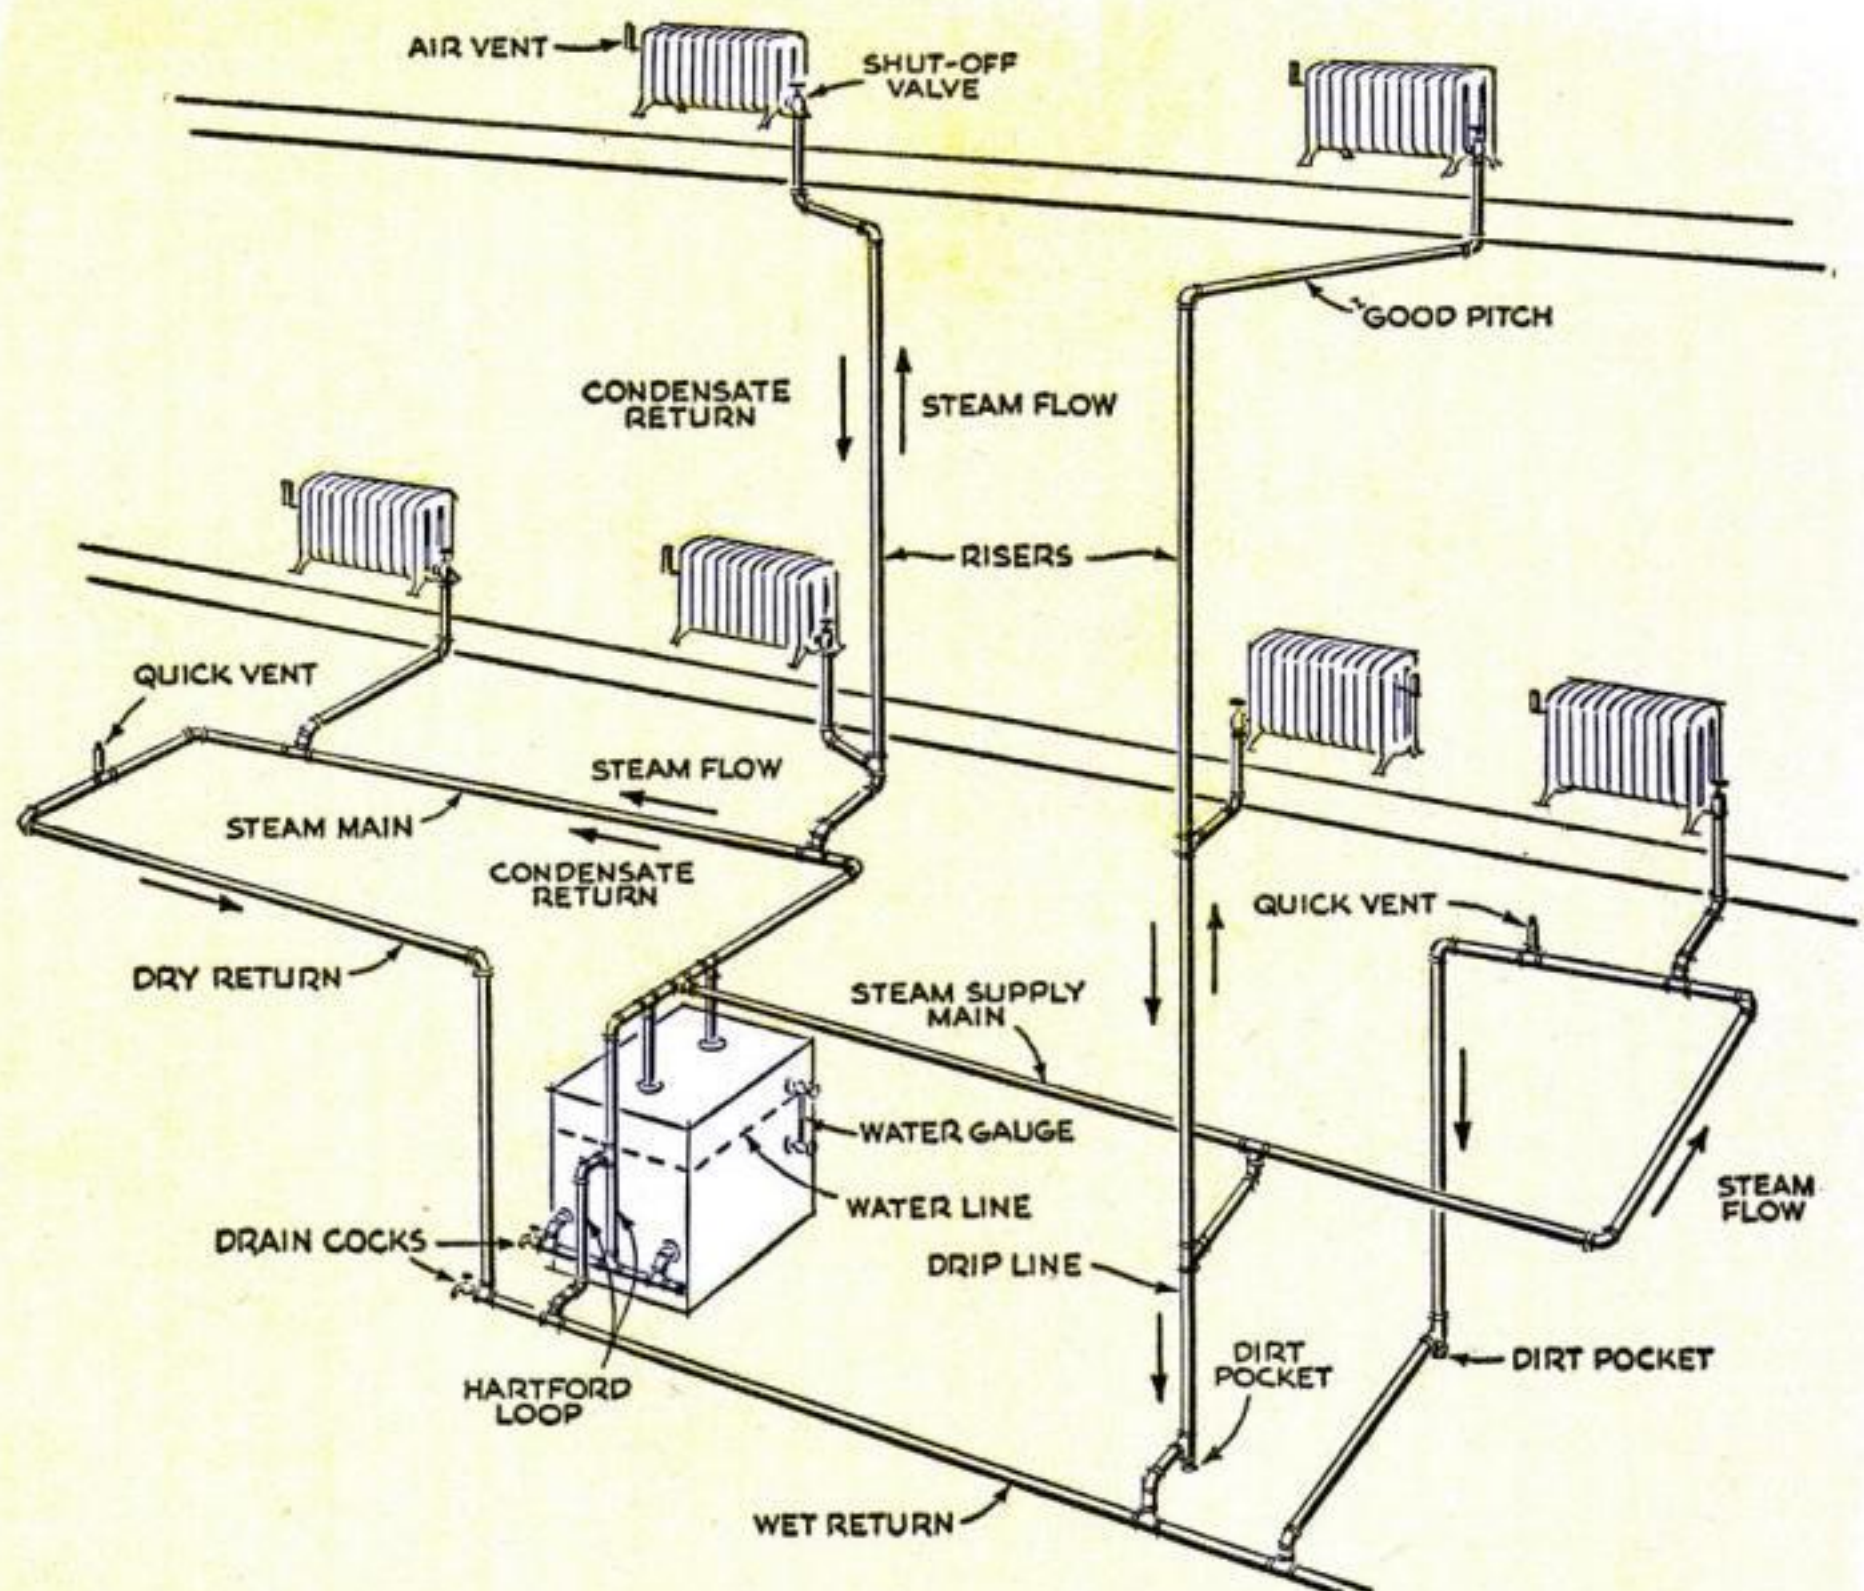 AIR VENT
SHUT-OFF
VALVE
~GOOD PITCH
CONDENSATE
RETURN
STEAM FLOW
RISERS
QUICK VENT
STEAM FLOW
STEAM MAIN
CONDENSATE
RETURN
QUICK VENT
DRY RETURN
STEAM SUPPLY
MAIN
WATER GAUGE
WATER LINE
STEAM
FLOW
DRAIN COCKS
DRIP LINE
DIRT
POCKET
DIRT POCKET
HARTFORD
LOOP
WET RETURN